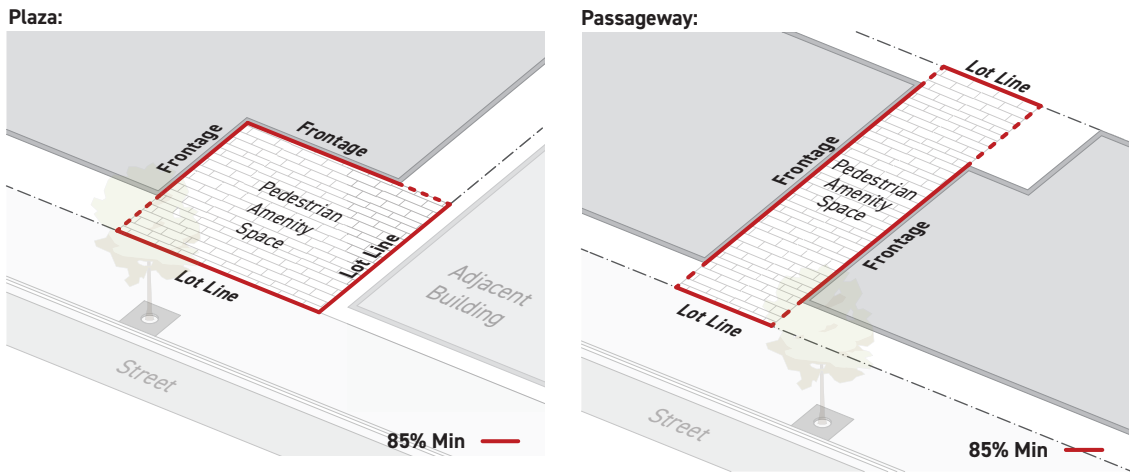 Plaza:
Frontage
Frontage
Pedestrian
Amenity
Space
Lot Line
Lot Line
Adjacent
Building
Street
85% Min
Passageway:
Lot Line
Frontage
Pedestrian
Amenity
Space
Frontage
Lot Line
Street
85% Min